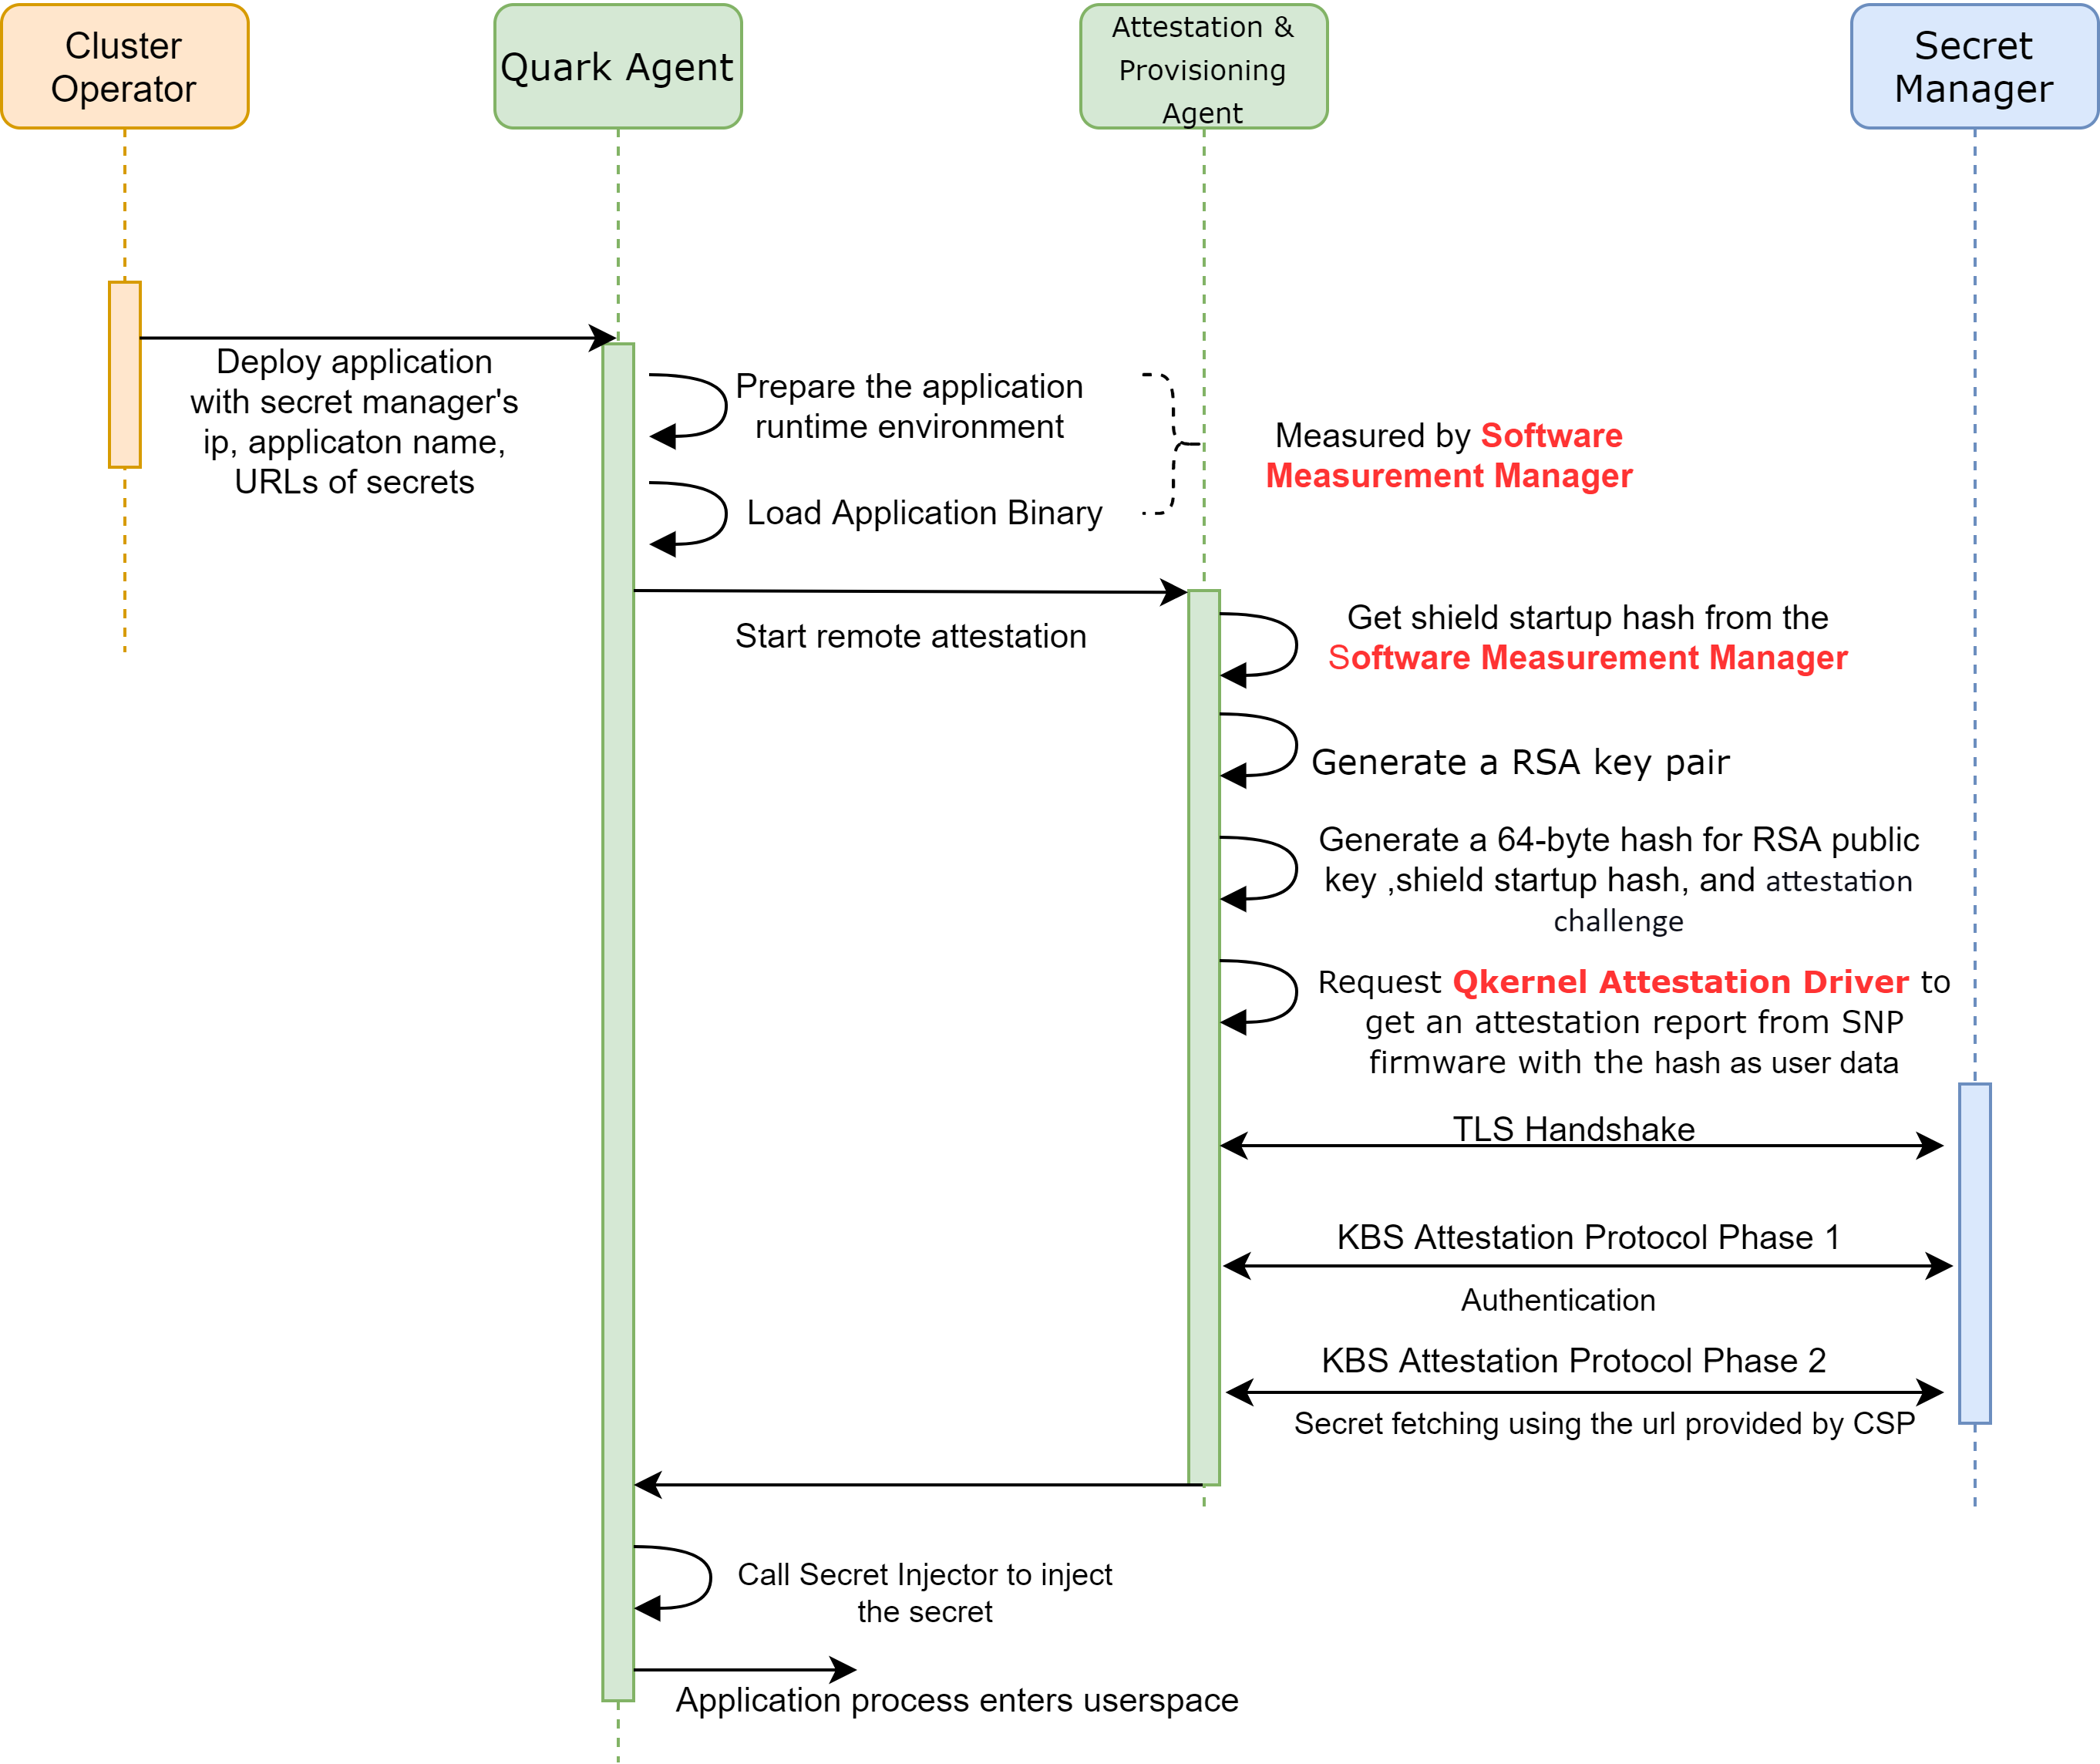 Cluster
Operator
Quark Agent
Attestation &
Provisioning
Agent
Secret
Manager
Deploy application
with secret manager's
ip, applicaton name,
URLs of secrets
Prepare the application
runtime environment
Load Application Binary
Measured by Software
Measurement Manager
Start remote attestation
Get shield startup hash from the
Software Measurement Manager
Generate a RSA key pair
Generate a 64-byte hash for RSA public
key ,shield startup hash, and attestation
challenge
Request Qkernel Attestation Driver to
get an attestation report from SNP
firmware with the hash as user data
TLS Handshake
KBS Attestation Protocol Phase 1
Authentication
KBS Attestation Protocol Phase 2
Secret fetching using the url provided by CSP
Call Secret Injector to inject
the secret
Application process enters userspace